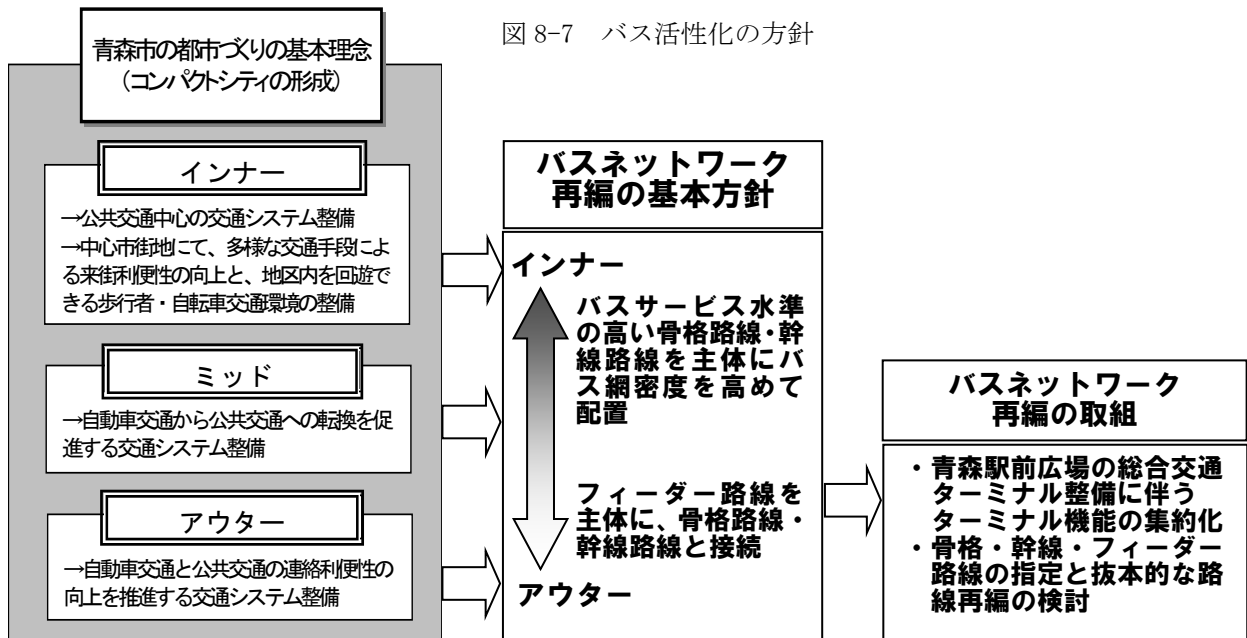 図 8-7　バス活性化の方針
青森市の都市づくりの基本理念
（コンパクトシティの形成）
インナー
→公共交通中心の交通システム整備
→中心市街地にて、多様な交通手段によ
る来街利便性の向上と、地区内を回遊で
きる歩行者・自転車交通環境の整備
ミッド
→自動車交通から公共交通への転換を促
進する交通システム整備
アウター
→自動車交通と公共交通の連絡利便性の
向上を推進する交通システム整備
バスネットワーク
再編の基本方針
インナー
バスサービス水準
の高い骨格路線・幹
線路線を主体にバ
ス網密度を高めて
配置
フィーダー路線を
主体に、骨格路線・
幹線路線と接続
アウター
バスネットワーク
再編の取組
・青森駅前広場の総合交通
ターミナル整備に伴う
ターミナル機能の集約化
・骨格・幹線・フィーダー
路線の指定と抜本的な路
線再編の検討